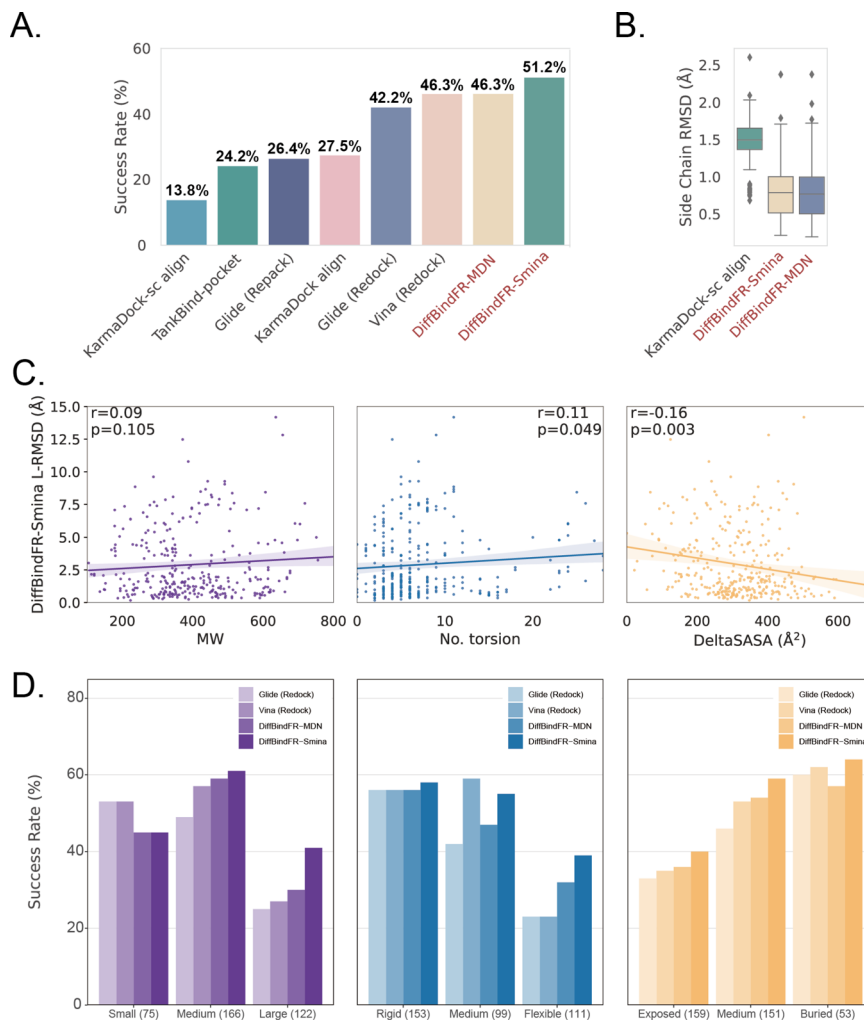 A.
B.
Success Rate (%)
60
40
20
0
13.8%
24.2%
26.4%
27.5%
42.2%
46.3%
46.3%
51.2%
KarmaDock-sc align
TankBind-pocket
Glide (Repack)
KarmaDock align
Glide (Redock)
Vina (Redock)
DiffBindFR-MDN
DiffBindFR-Smina
Side Chain RMSD (Å)
2.5
2.0
1.5
1.0
0.5
KarmaDock-sc align
DiffBindFR-Smina
DiffBindFR-MDN
C.
DiffBindFR-Smina L-RMSD (Å)
15.0
12.5
10.0
7.5
5.0
2.5
0.0
r=0.09
p=0.105
200
400
600
800
MW
r=0.11
p=0.049
0
10
20
No. torsion
r=-0.16
p=0.003
0
200
400
600
DeltaSASA (Å²)
D.
Success Rate (%)
80
60
40
20
0
Glide (Redock)
Vina (Redock)
DiffBindFR−MDN
DiffBindFR−Smina
Small (75)
Medium (166)
Large (122)
Glide (Redock)
Vina (Redock)
DiffBindFR−MDN
DiffBindFR−Smina
Rigid (153)
Medium (99)
Flexible (111)
Glide (Redock)
Vina (Redock)
DiffBindFR−MDN
DiffBindFR−Smina
Exposed (159)
Medium (151)
Buried (53)